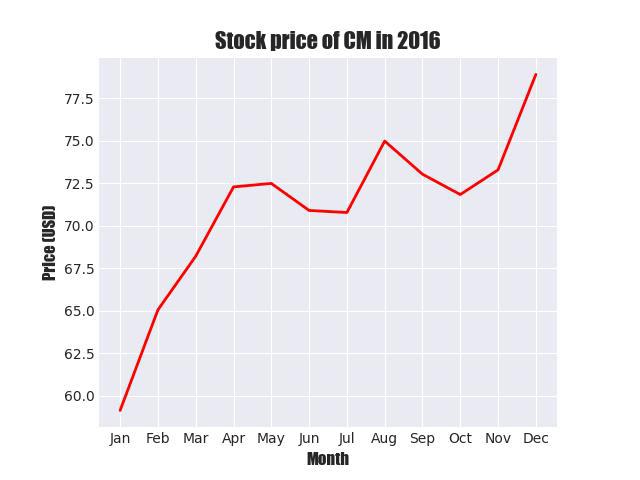 Stock price of CM in 2016
Price (USD)
77.5
75.0
72.5
70.0
67.5
65.0
62.5
60.0
Jan Feb Mar Apr May Jun Jul Aug Sep Oct Nov Dec
Month